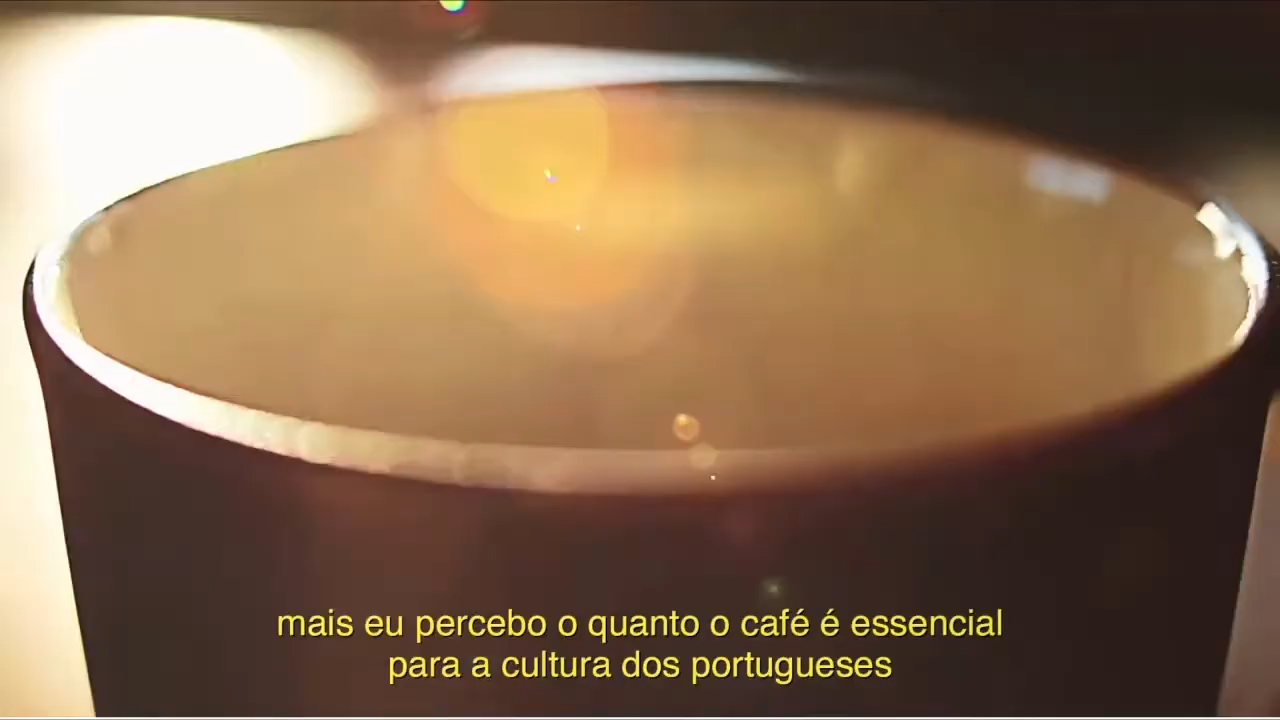 mais eu percebo o quanto o café é essencial
para a cultura dos portugueses